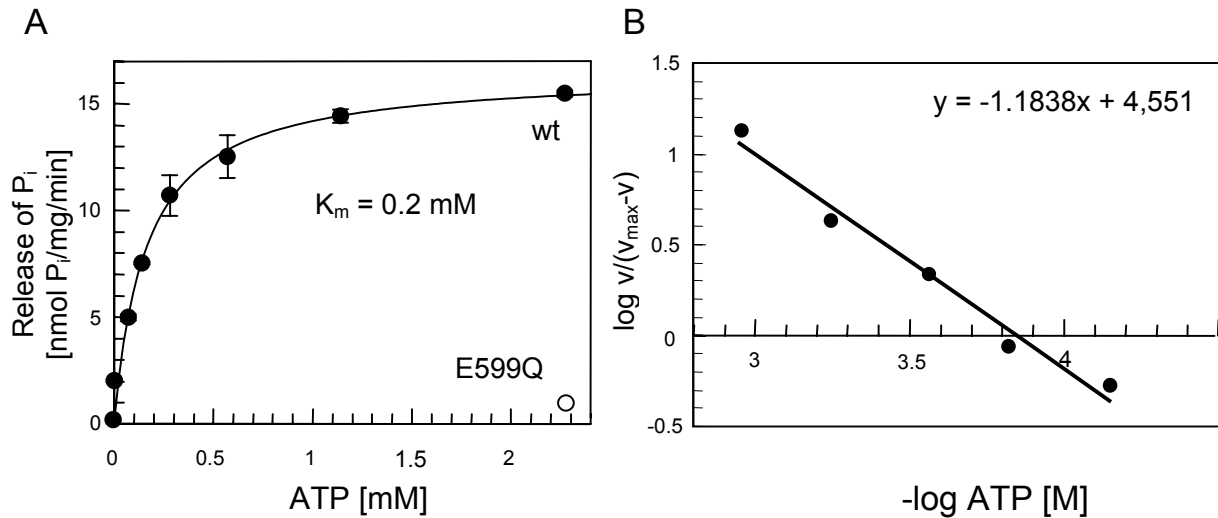 A
Release of Pi
[nmol Pi/mg/min]
15
10
5
0
wt
Km = 0.2 mM
E599Q
0 0.5 1 1.5 2
ATP [mM]
B
log v/(vmax-v)
1.5
1
0.5
0
-0.5
y = -1.1838x + 4,551
3 3.5 4
-log ATP [M]